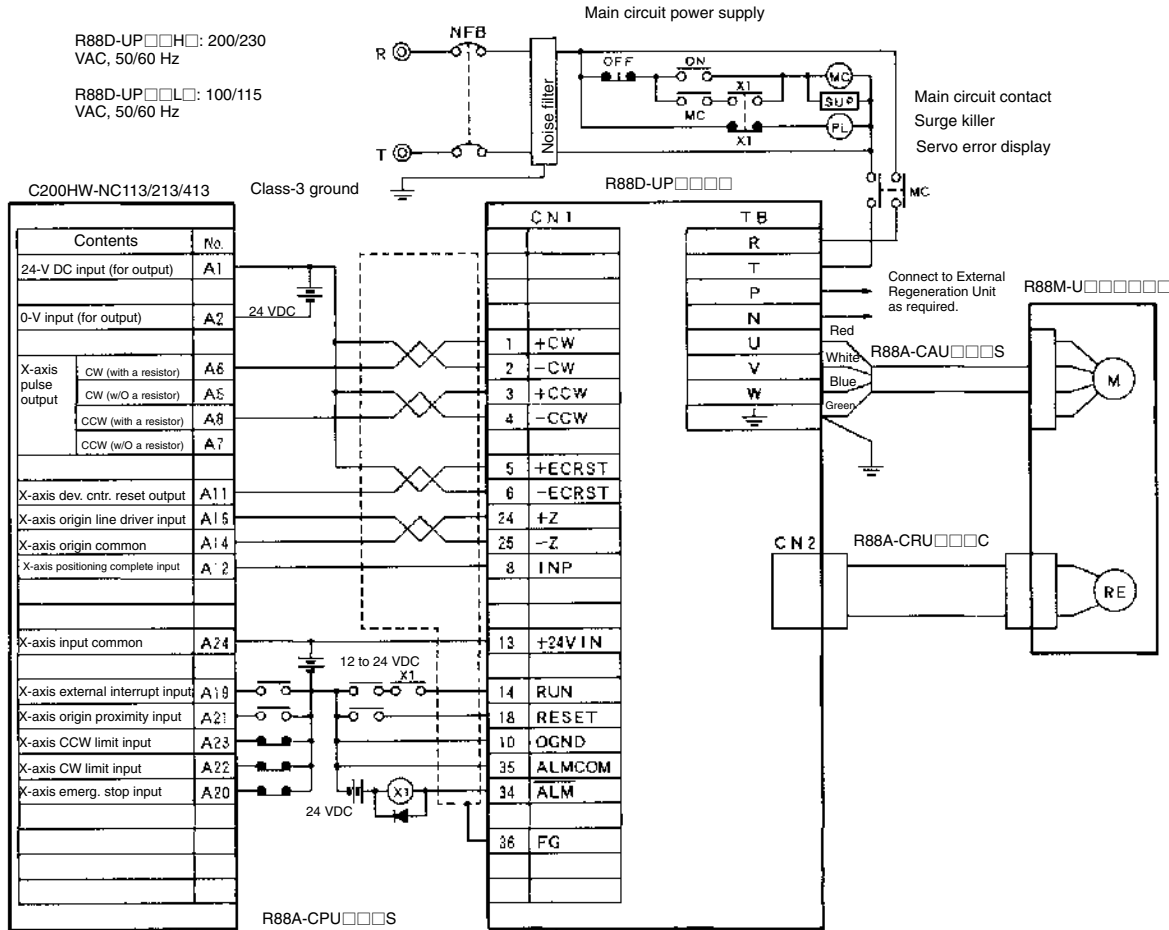 Main circuit power supply
R88D-UP□□H□: 200/230
VAC, 50/60 Hz
R88D-UP□□L□: 100/115
VAC, 50/60 Hz
NFB
R
T
Noise filter
OFF
ON
MC
X1
MC
SUP
PL
X1
Main circuit contact
Surge killer
Servo error display
MC
C200HW-NC113/213/413
Class-3 ground
R88D-UP□□□□
Contents No.
24-V DC input (for output) A1
0-V input (for output) A2
24 VDC
X-axis pulse output
CW (with a resistor) A6
CW (w/O a resistor) A5
CCW (with a resistor) A8
CCW (w/O a resistor) A7
X-axis dev. cntr. reset output A11
X-axis origin line driver input A16
X-axis origin common A14
X-axis positioning complete input A12
X-axis input common A24
X-axis external interrupt input A19
X-axis origin proximity input A21
X-axis CCW limit input A23
X-axis CW limit input A22
X-axis emerg. stop input A20
12 to 24 VDC
X1
24 VDC
X1
CN1
1 +CW
2 -CW
3 +CCW
4 -CCW
5 +ECRST
6 -ECRST
24 +Z
25 -Z
8 INP
13 +24VIN
14 RUN
18 RESET
10 OGND
35 ALMCOM
34 ALM
36 FG
TB
R
T
P
N
U
V
W
Connect to External
Regeneration Unit
as required.
Red
White
Blue
Green
R88A-CAU□□□S
R88M-U□□□□□□
M
CN2
R88A-CRU□□□C
RE
R88A-CPU□□□S